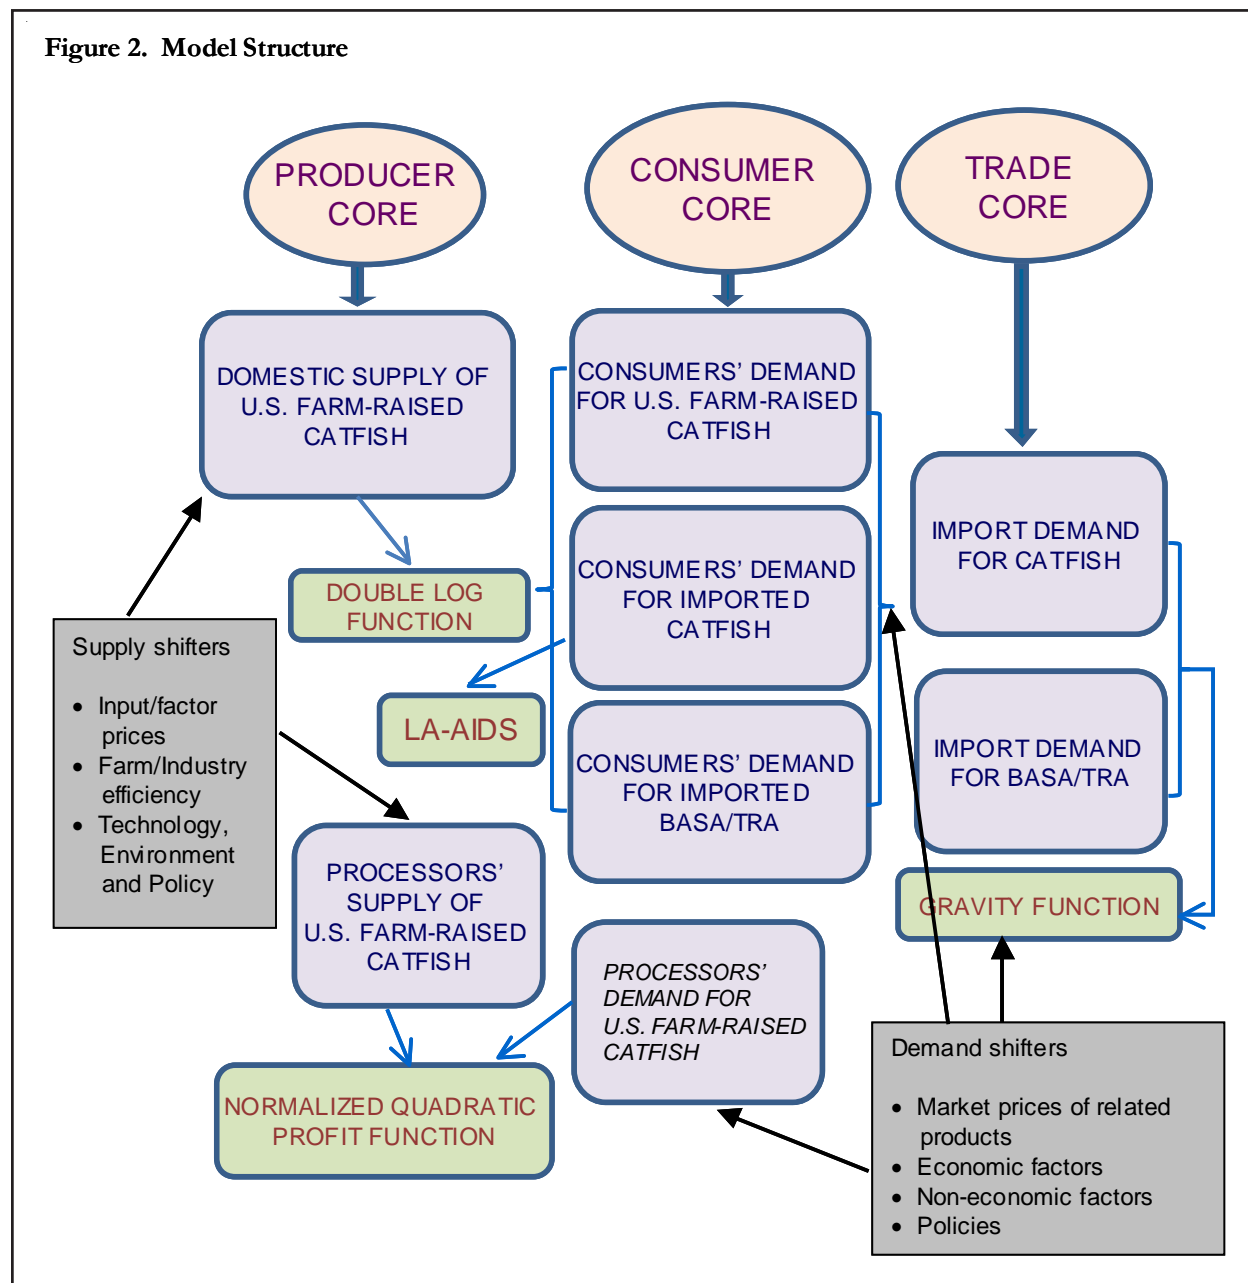 Figure 2. Model Structure
PRODUCER
CORE
CONSUMER
CORE
TRADE
CORE
DOMESTIC SUPPLY OF
U.S. FARM-RAISED
CATFISH
CONSUMERS’ DEMAND
FOR U.S. FARM-RAISED
CATFISH
IMPORT DEMAND
FOR CATFISH
DOUBLE LOG
FUNCTION
CONSUMERS’ DEMAND
FOR IMPORTED
CATFISH
Supply shifters
• Input/factor
prices
• Farm/Industry
efficiency
• Technology,
Environment
and Policy
LA-AIDS
CONSUMERS’ DEMAND
FOR IMPORTED
BASA/TRA
IMPORT DEMAND
FOR BASA/TRA
PROCESSORS’
SUPPLY OF
U.S. FARM-RAISED
CATFISH
GRAVITY FUNCTION
PROCESSORS’
DEMAND FOR
U.S. FARM-RAISED
CATFISH
NORMALIZED QUADRATIC
PROFIT FUNCTION
Demand shifters
• Market prices of related
products
• Economic factors
• Non-economic factors
• Policies